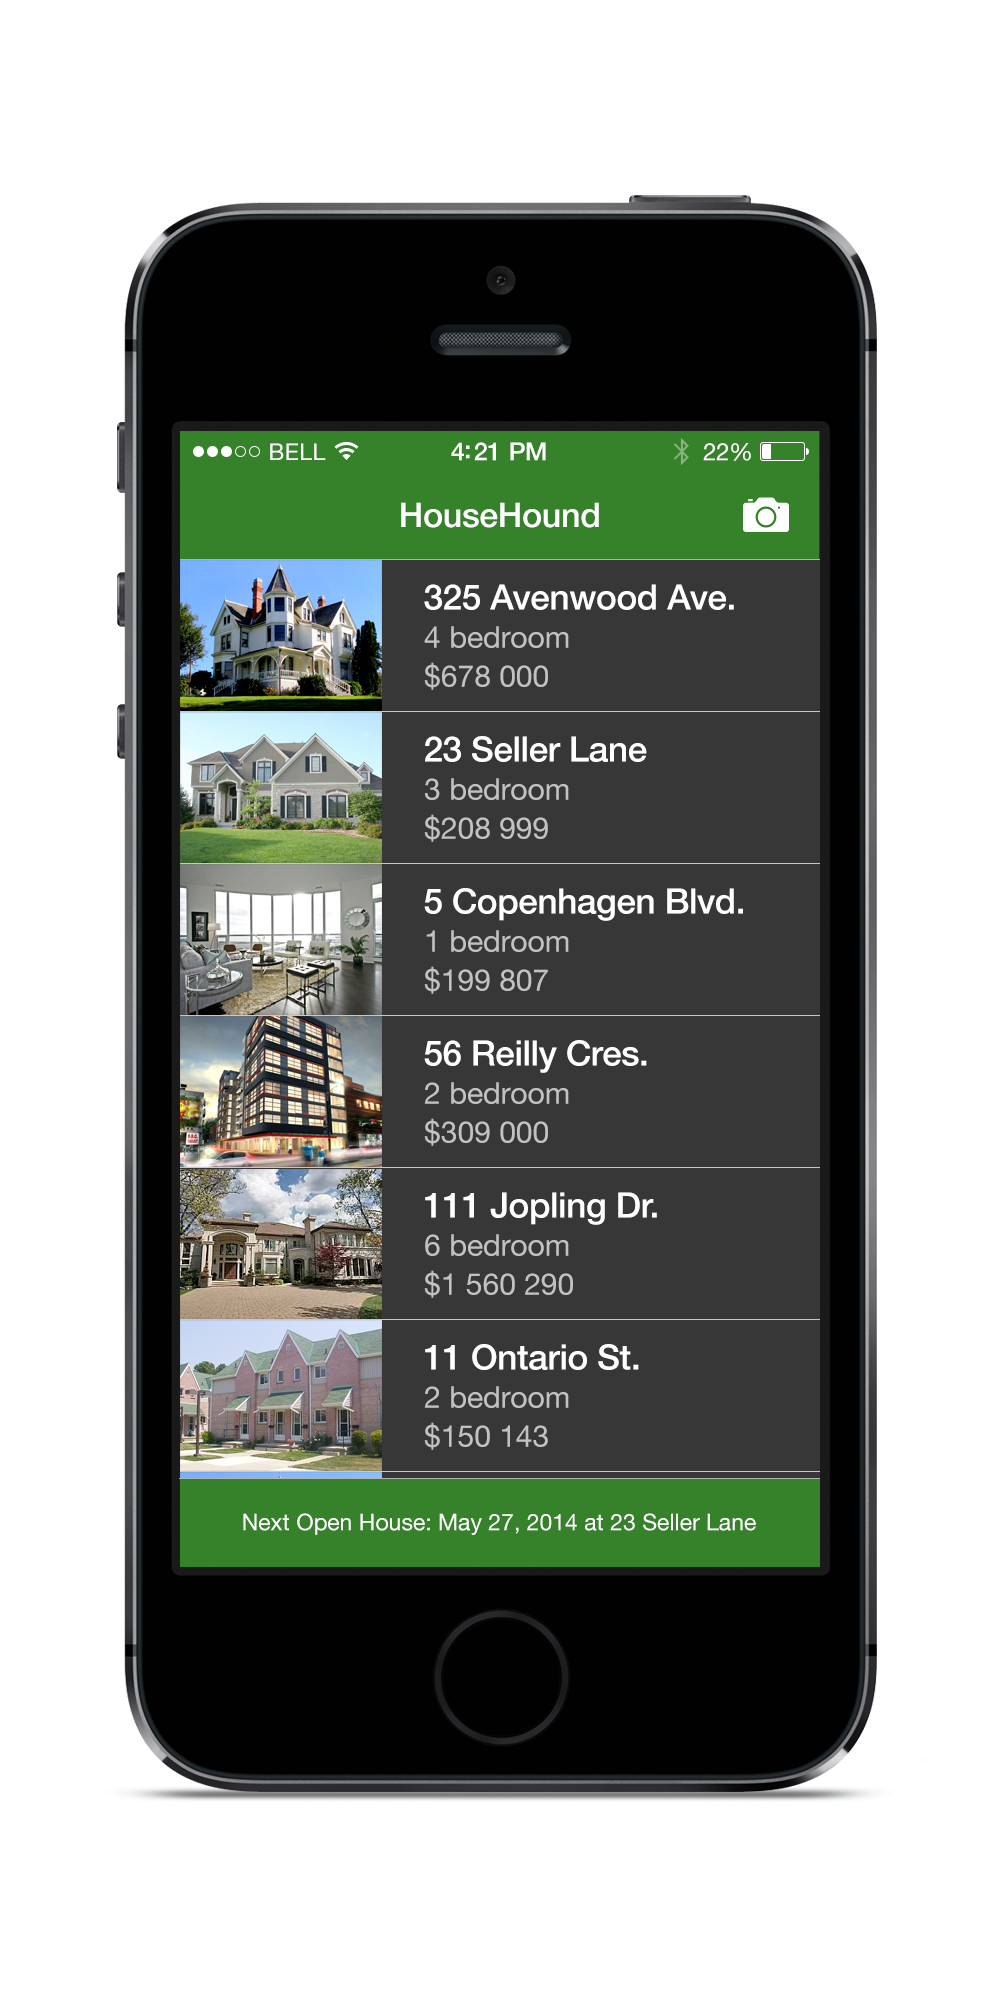 BELL 4:21 PM 22%
HouseHound
325 Avenwood Ave.
4 bedroom
$678 000
23 Seller Lane
3 bedroom
$208 999
5 Copenhagen Blvd.
1 bedroom
$199 807
56 Reilly Cres.
2 bedroom
$309 000
111 Jopling Dr.
6 bedroom
$1 560 290
11 Ontario St.
2 bedroom
$150 143
Next Open House: May 27, 2014 at 23 Seller Lane